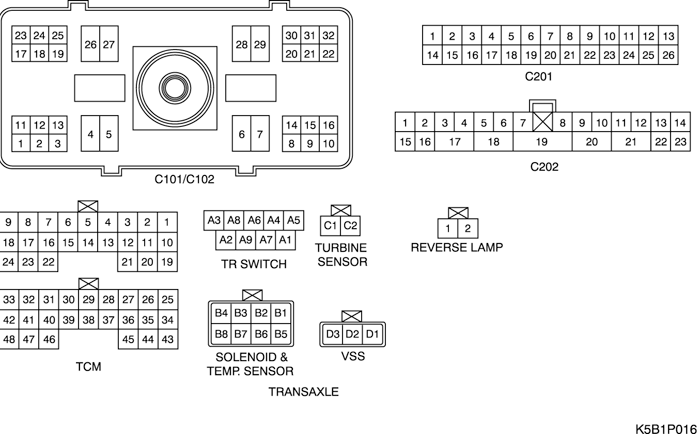 23 24 25
17 18 19
26 27
28 29
30 31 32
20 21 22
11 12 13
1 2 3
4 5
6 7
14 15 16
8 9 10
C101/C102
1 2 3 4 5 6 7 8 9 10 11 12 13
14 15 16 17 18 19 20 21 22 23 24 25 26
C201
1 2 3 4 5 6 7 8 9 10 11 12 13 14
15 16 17 18 19 20 21 22 23
C202
9 8 7 6 5 4 3 2 1
18 17 16 15 14 13 12 11 10
24 23 22 21 20 19
33 32 31 30 29 28 27 26 25
42 41 40 39 38 37 36 35 34
48 47 46 45 44 43
TCM
A3 A8 A6 A4 A5
A2 A9 A7 A1
TR SWITCH
C1 C2
TURBINE
SENSOR
1 2
REVERSE LAMP
B4 B3 B2 B1
B8 B7 B6 B5
SOLENOID &
TEMP. SENSOR
D3 D2 D1
VSS
TRANSAXLE
K5B1P016